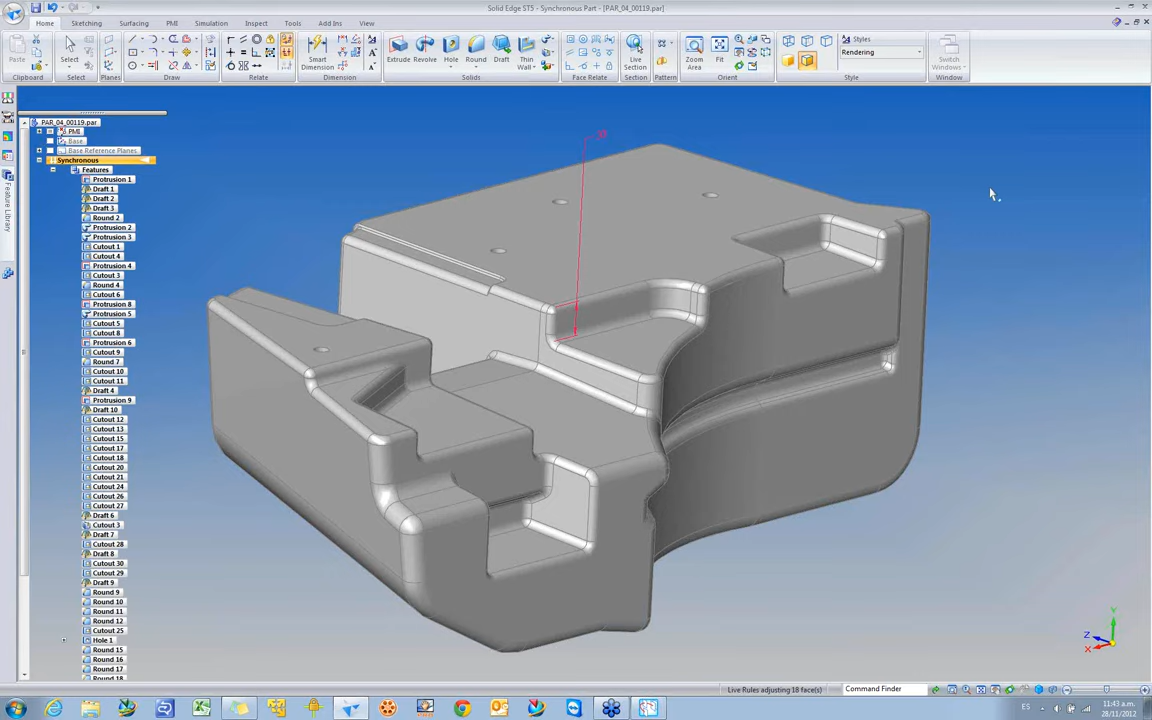 Solid Edge ST5 - Synchronous Part - [PAR_04_00119.par]
Home Sketching Surfacing PMI Simulation Inspect Tools Add Ins View
Paste Select Smart Dimension Extrude Revolve Hole Round Draft Thin Wall Live Section Zoom Area Fit Styles Rendering Switch Windows
Clipboard Select Planes Draw Relate Dimension Solids Face Relate Section Pattern Orient Style Window
PAR_04_00119.par
PMI
Base
Base Reference Planes
Synchronous
Features
Protrusion 1
Draft 1
Draft 2
Draft 3
Round 2
Protrusion 2
Protrusion 3
Cutout 1
Cutout 4
Protrusion 4
Cutout 3
Round 4
Cutout 6
Protrusion 8
Protrusion 5
Cutout 5
Cutout 8
Protrusion 6
Cutout 9
Round 7
Cutout 10
Cutout 11
Draft 4
Protrusion 9
Draft 10
Cutout 12
Cutout 13
Cutout 15
Cutout 17
Cutout 18
Cutout 20
Cutout 21
Cutout 24
Cutout 26
Cutout 27
Draft 6
Cutout 3
Draft 7
Cutout 28
Draft 8
Cutout 30
Cutout 29
Draft 9
Round 9
Round 10
Round 11
Round 12
Cutout 25
Hole 1
Round 15
Round 16
Round 17
Round 18
Feature Library
Y
Z
X
Live Rules adjusting 18 face(s)
Command Finder
ES
11:43 a.m.
28/11/2012